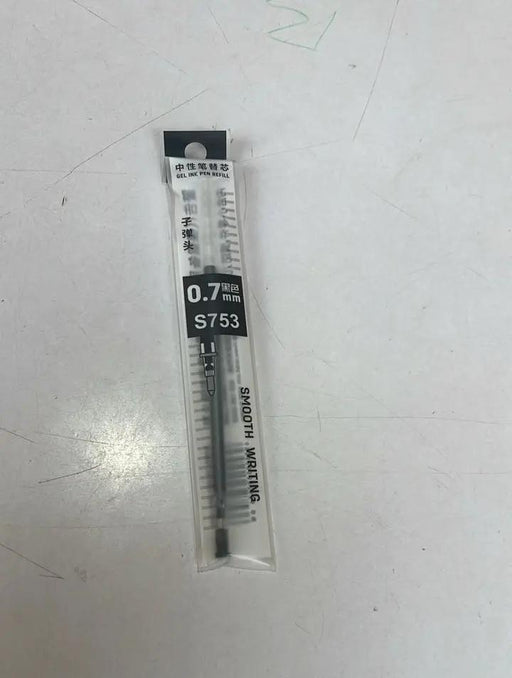 中性笔替芯
GEL INK PEN REFILL
子弹头
0.7mm 黑色
S753
SMOOTH WRITING